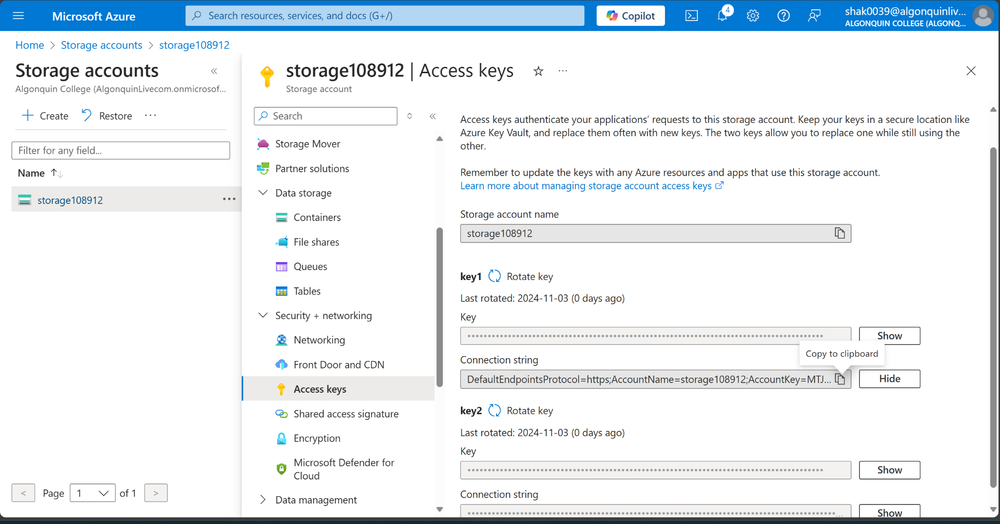 Microsoft Azure
Search resources, services, and docs (G+/)
Copilot
4
shak0039@algonquinliv...
ALGONQUIN COLLEGE (ALGONQ...
Home > Storage accounts > storage108912
Storage accounts
Algonquin College (AlgonquinLivecom.onmicrosof...
Create
Restore
Filter for any field...
Name
storage108912
Page 1 of 1
storage108912 | Access keys
Storage account
Search
Storage Mover
Partner solutions
Data storage
Containers
File shares
Queues
Tables
Security + networking
Networking
Front Door and CDN
Access keys
Shared access signature
Encryption
Microsoft Defender for
Cloud
Data management
Access keys authenticate your applications’ requests to this storage account. Keep your keys in a secure location like
Azure Key Vault, and replace them often with new keys. The two keys allow you to replace one while still using the
other.
Remember to update the keys with any Azure resources and apps that use this storage account.
Learn more about managing storage account access keys
Storage account name
storage108912
key1 Rotate key
Last rotated: 2024-11-03 (0 days ago)
Key
Show
Copy to clipboard
Connection string
DefaultEndpointsProtocol=https;AccountName=storage108912;AccountKey=MTJ...
Hide
key2 Rotate key
Last rotated: 2024-11-03 (0 days ago)
Key
Show
Connection string
Show